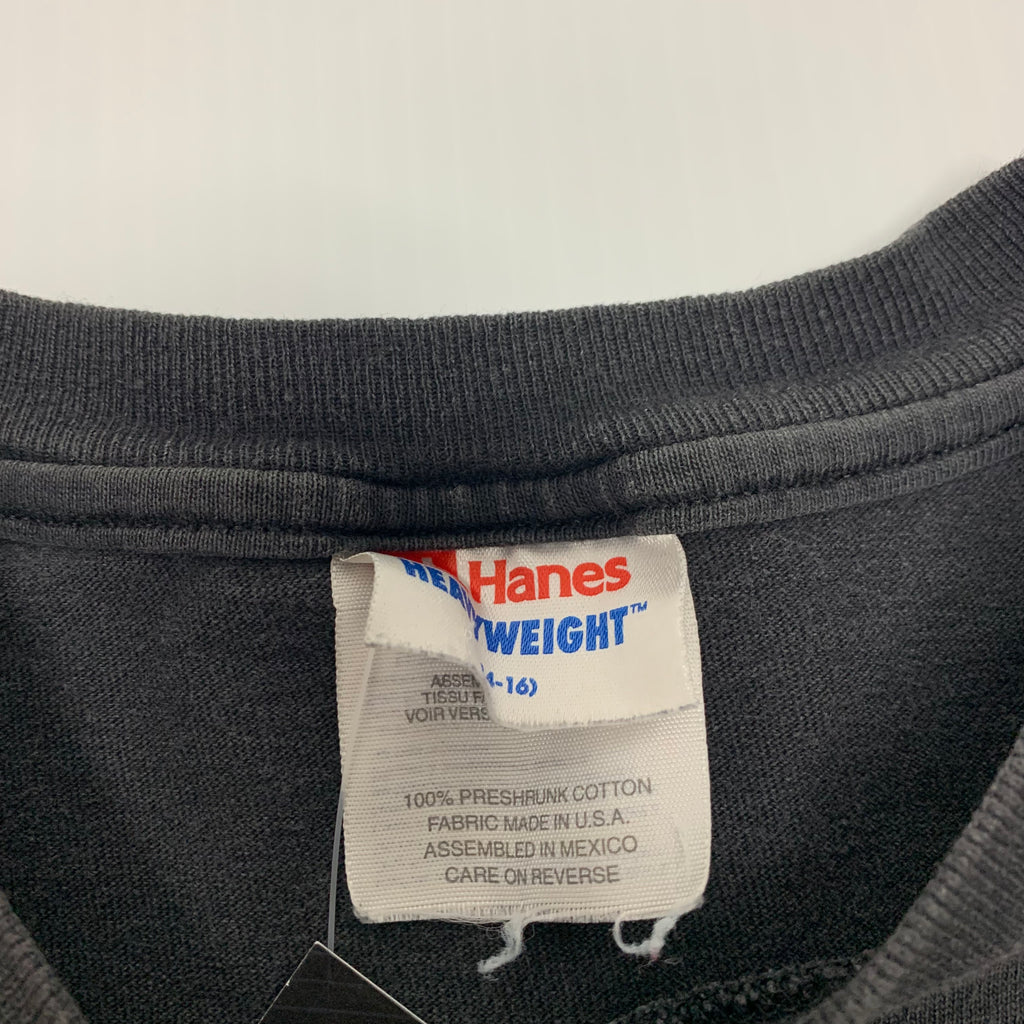 Hanes
HEAVYWEIGHT™
4-16)
ASSEM
TISSU F
VOIR VERS
100% PRESHRUNK COTTON
FABRIC MADE IN U.S.A.
ASSEMBLED IN MEXICO
CARE ON REVERSE